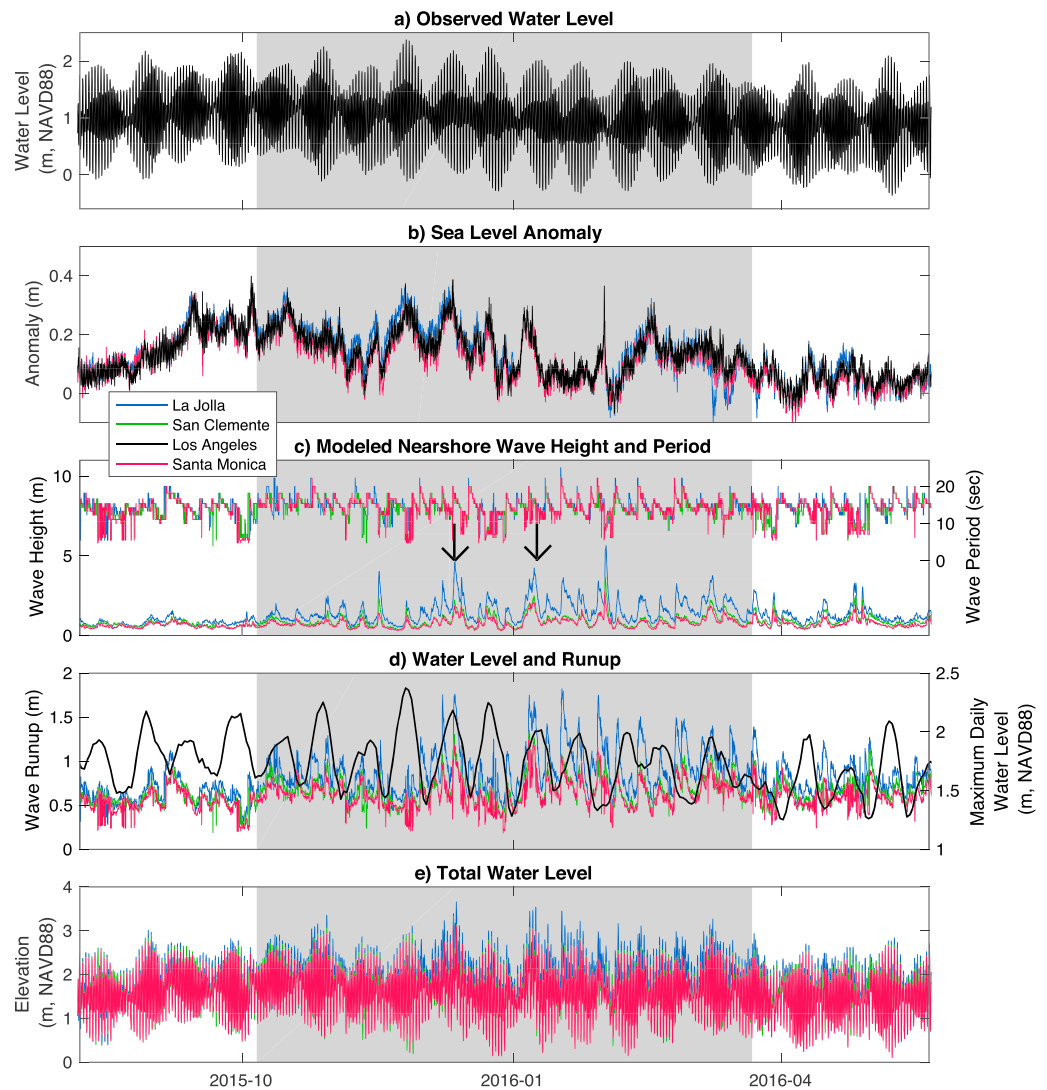 a) Observed Water Level
Water Level
(m, NAVD88)
2
1
0
b) Sea Level Anomaly
Anomaly (m)
0.4
0.2
0
La Jolla
San Clemente
Los Angeles
Santa Monica
c) Modeled Nearshore Wave Height and Period
Wave Height (m)
10
5
0
20
10
0
Wave Period (sec)
d) Water Level and Runup
Wave Runup (m)
2
1.5
1
0.5
0
2.5
2
1.5
1
Maximum Daily
Water Level
(m, NAVD88)
e) Total Water Level
Elevation
(m, NAVD88)
4
3
2
1
0
2015-10
2016-01
2016-04